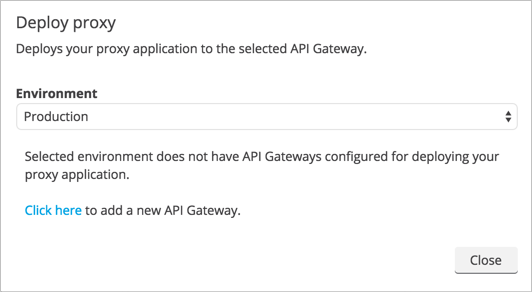 Deploy proxy
Deploys your proxy application to the selected API Gateway.
Environment
Production
Selected environment does not have API Gateways configured for deploying your
proxy application.
Click here to add a new API Gateway.
Close